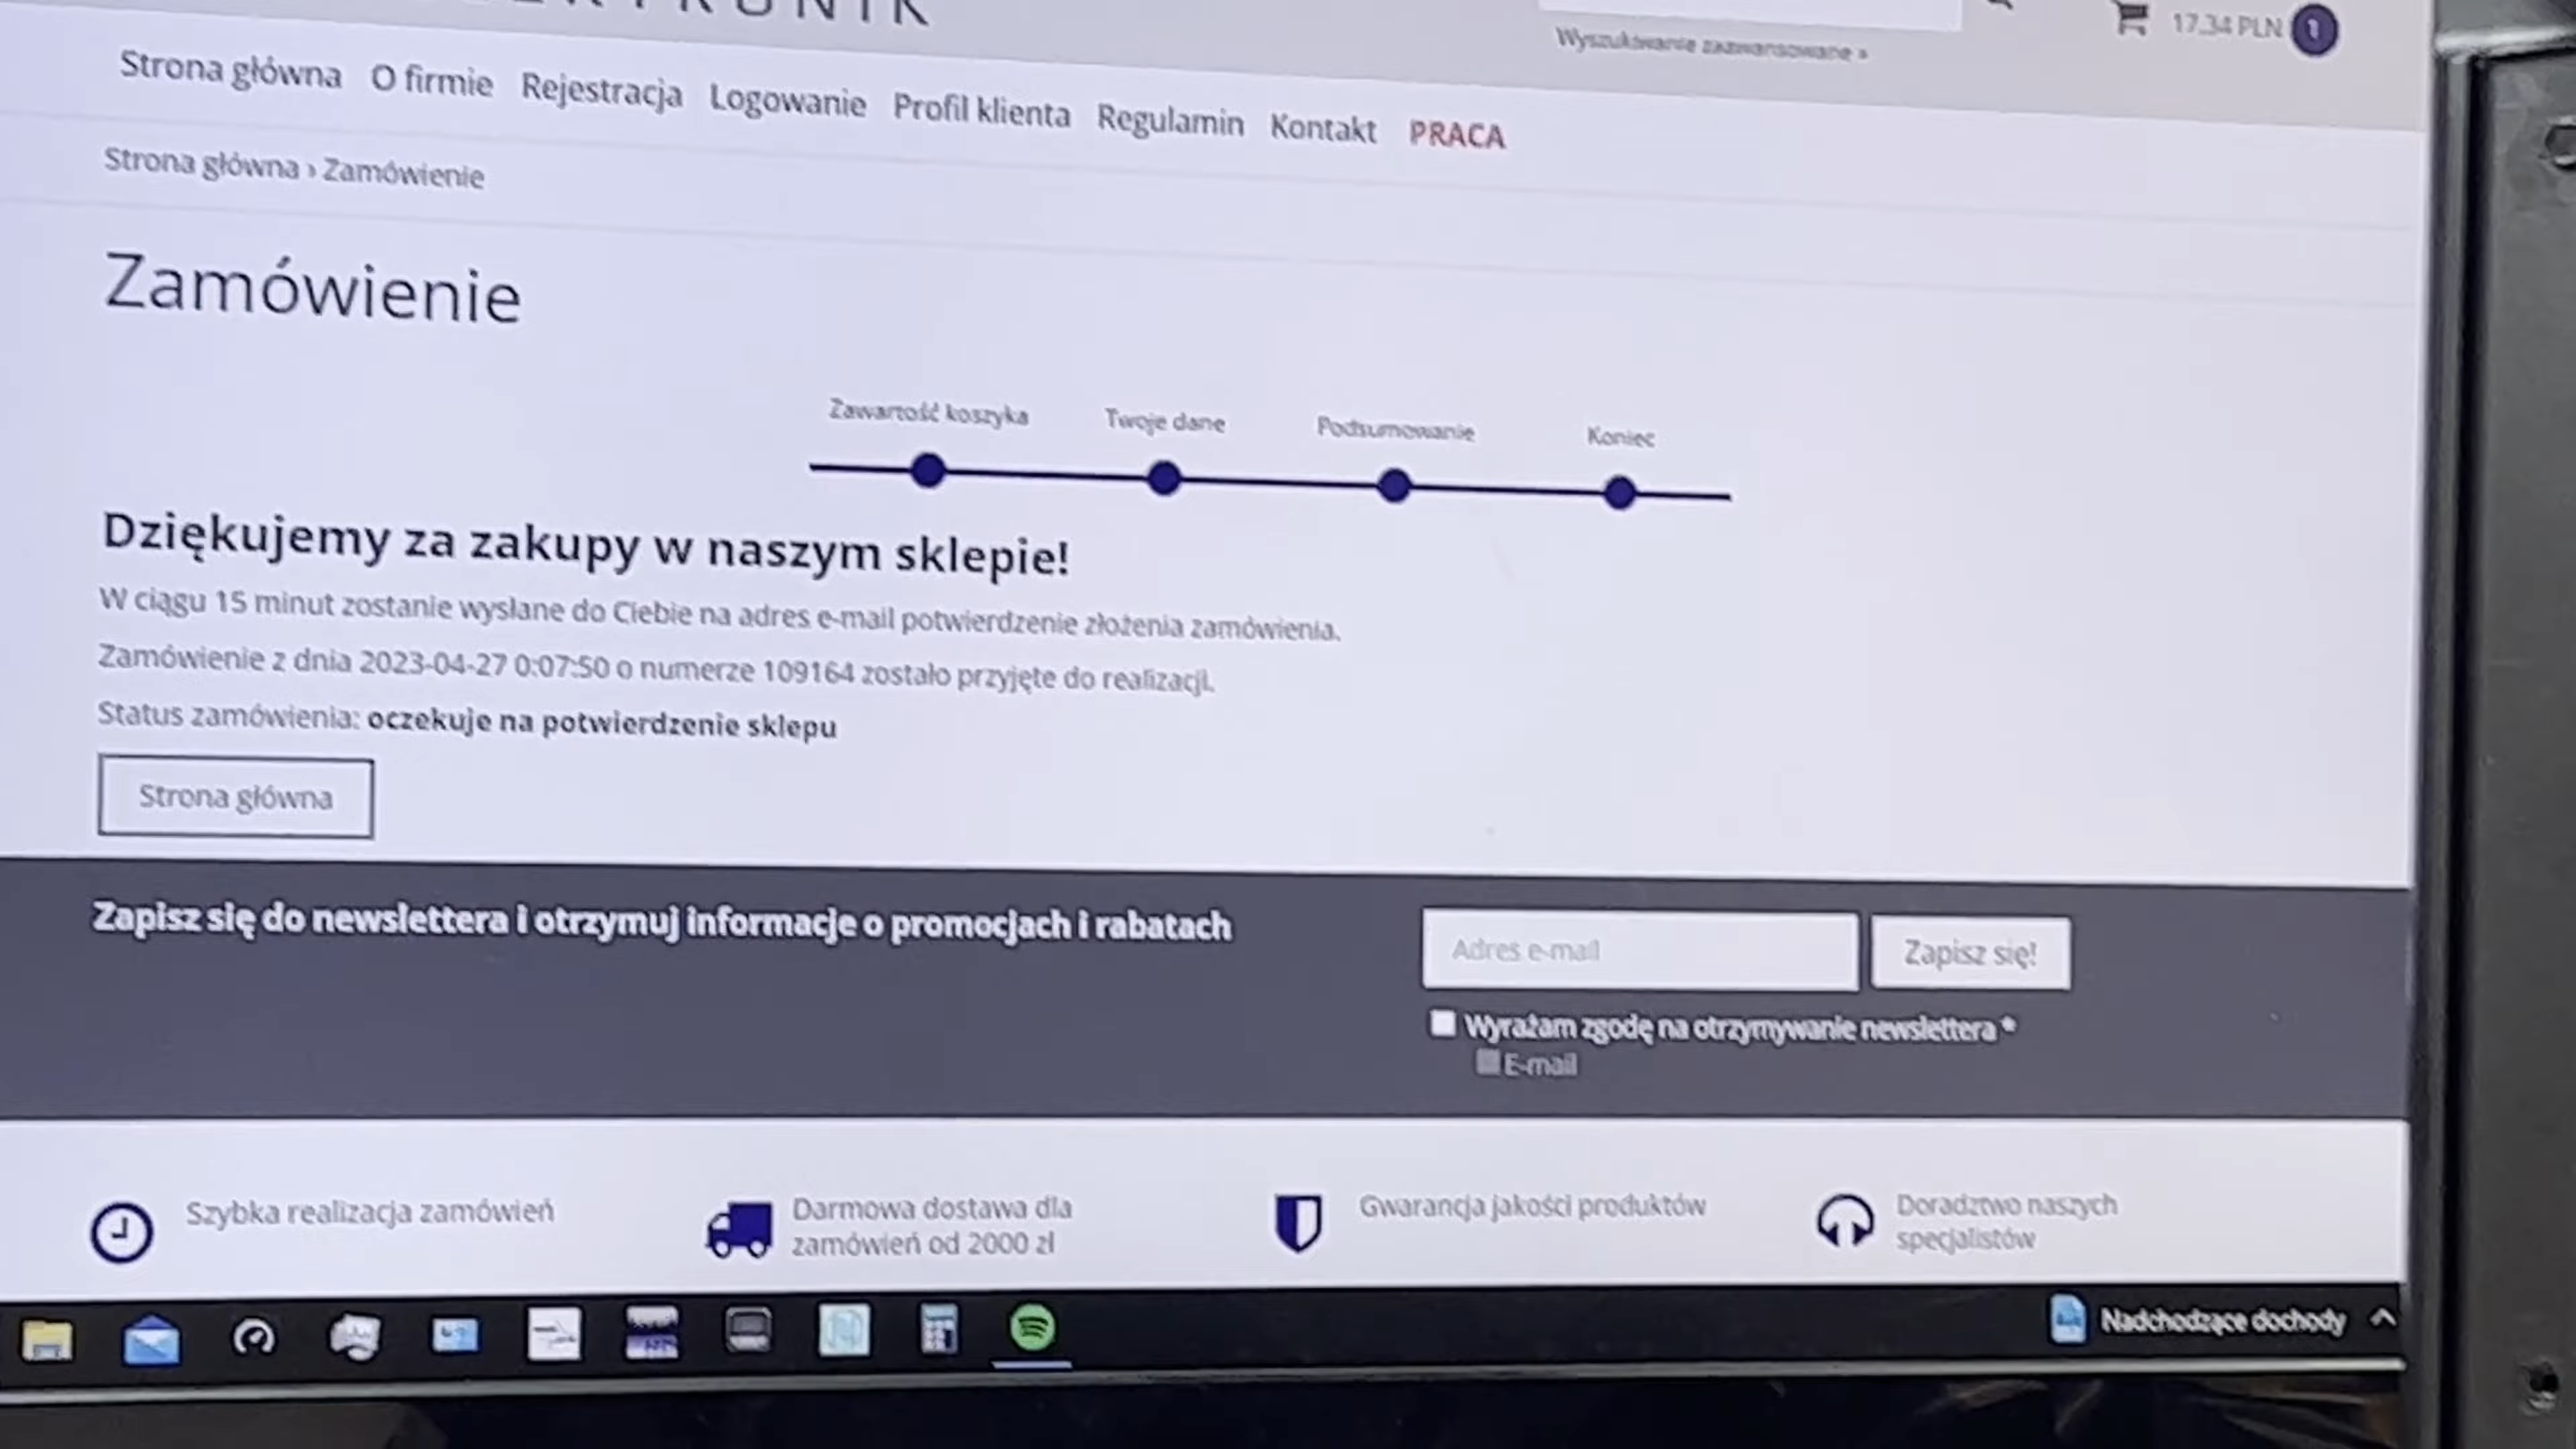 17.34 PLN 1
Wyszukiwanie zaawansowane »
Strona główna O firmie Rejestracja Logowanie Profil klienta Regulamin Kontakt PRACA
Strona główna › Zamówienie
Zamówienie
Zawartość koszyka Twoje dane Podsumowanie Koniec
Dziękujemy za zakupy w naszym sklepie!
W ciągu 15 minut zostanie wysłane do Ciebie na adres e-mail potwierdzenie złożenia zamówienia.
Zamówienie z dnia 2023-04-27 0:07:50 o numerze 109164 zostało przyjęte do realizacji.
Status zamówienia: oczekuje na potwierdzenie sklepu
Strona główna
Zapisz się do newslettera i otrzymuj informacje o promocjach i rabatach
Adres e-mail Zapisz się!
Wyrażam zgodę na otrzymywanie newslettera *
E-mail
Szybka realizacja zamówień
Darmowa dostawa dla
zamówień od 2000 zł
Gwarancja jakości produktów
Doradztwo naszych
specjalistów
Nadchodzące dochody